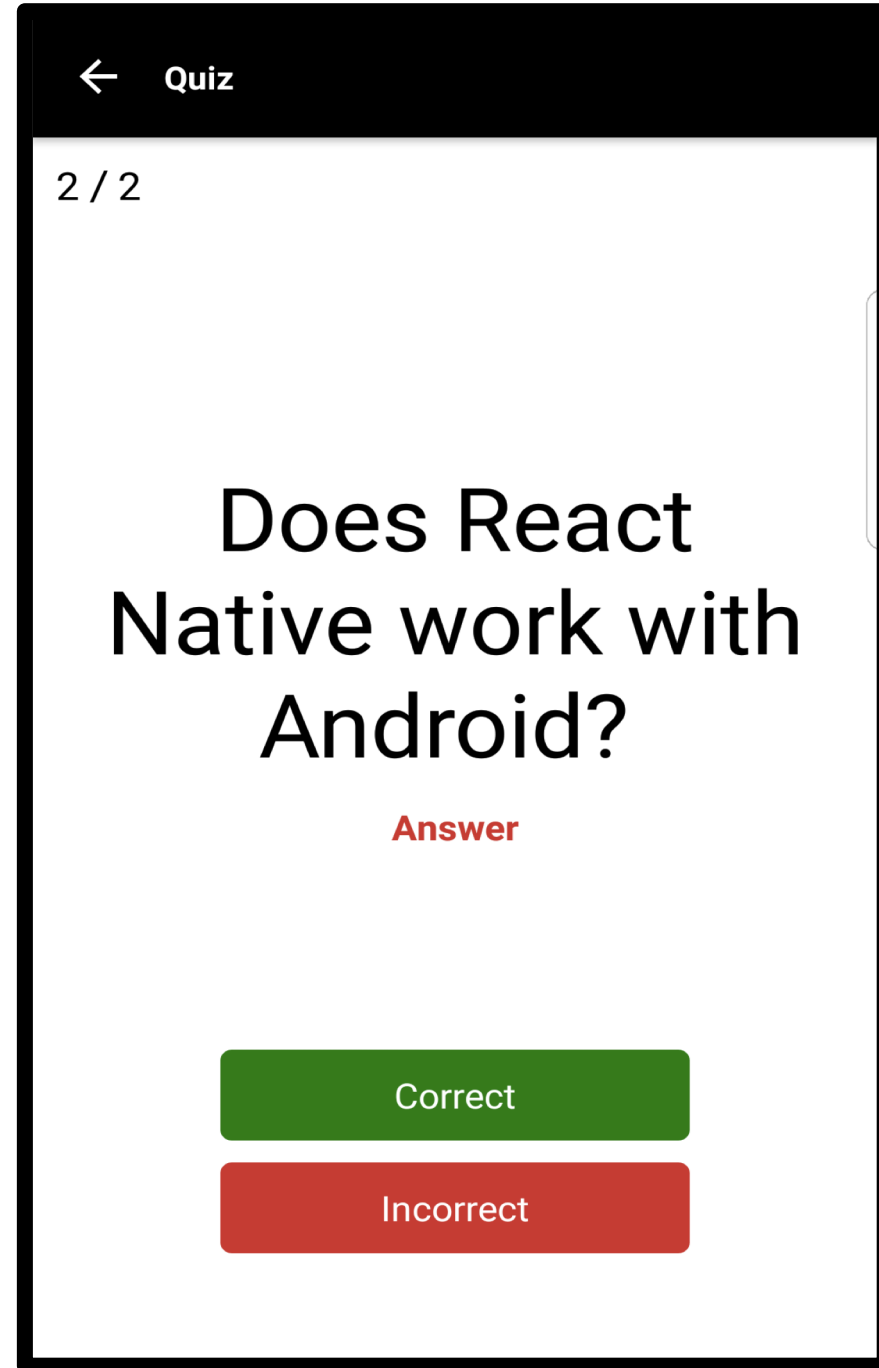 Quiz
2 / 2
Does React
Native work with
Android?
Answer
Correct
Incorrect